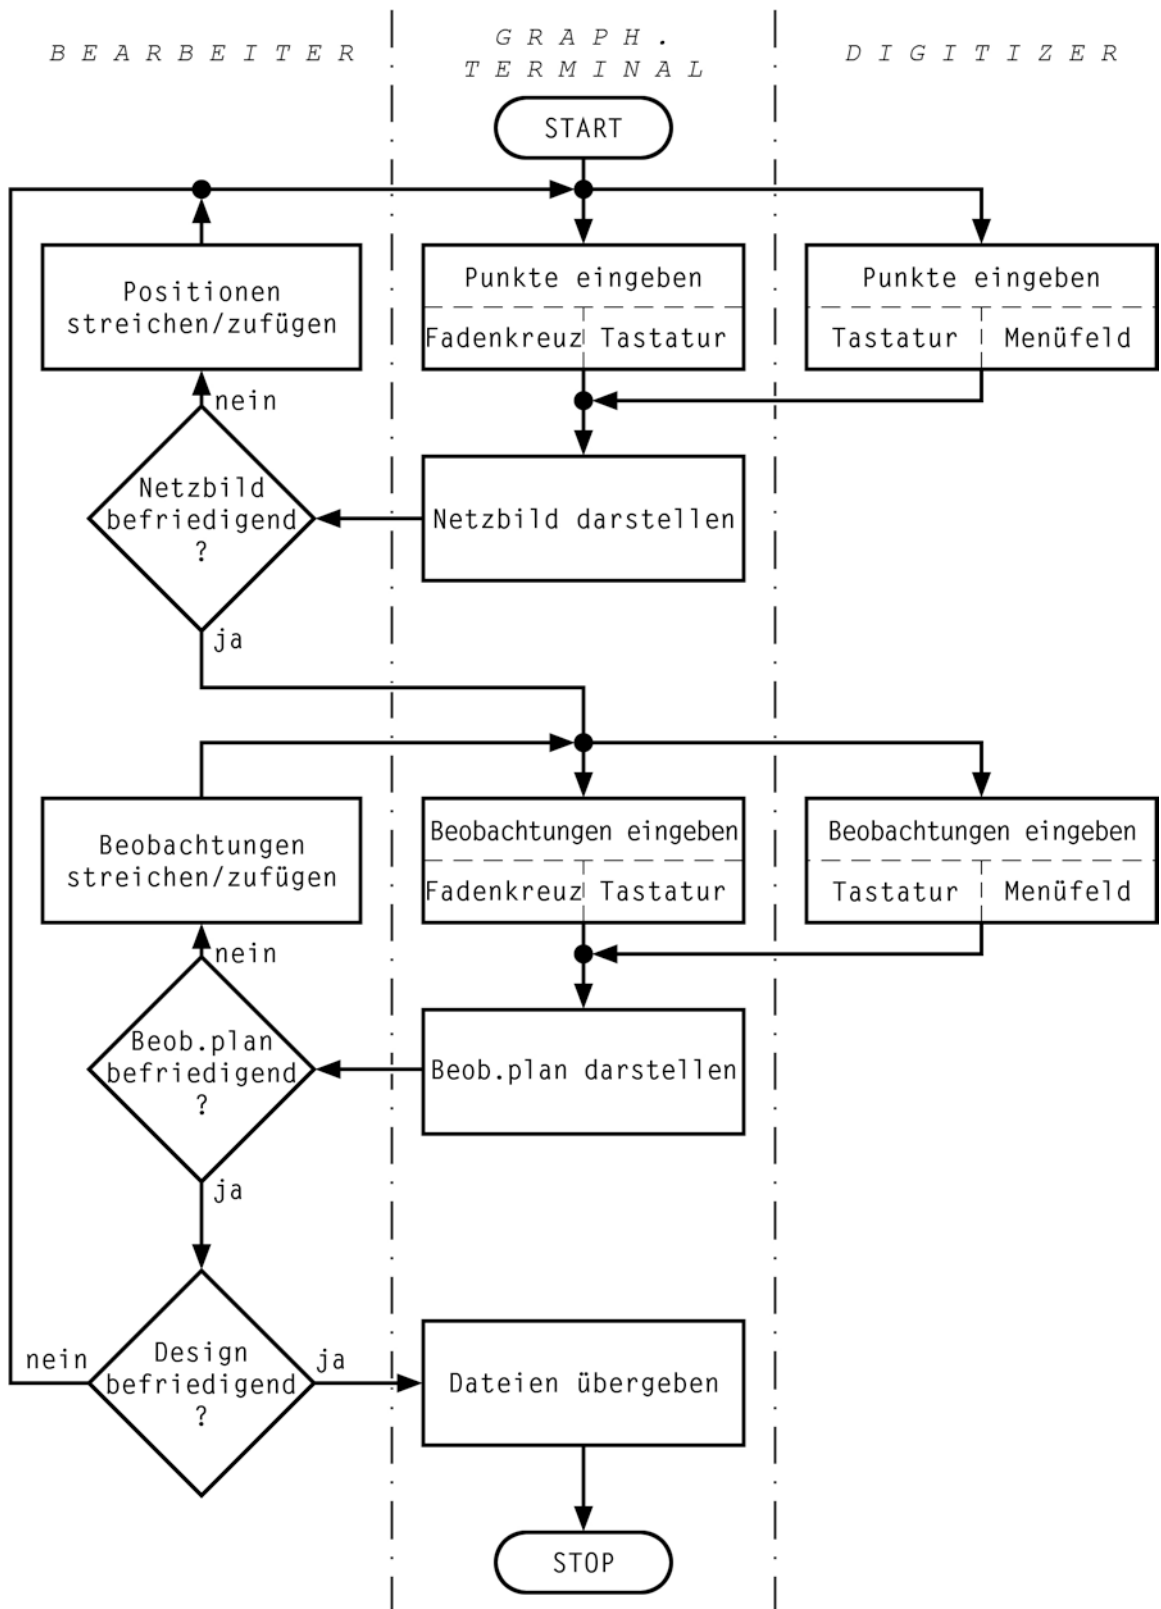 BEARBEITER
GRAPH.
TERMINAL
DIGITIZER
START
Positionen
streichen/zufügen
Punkte eingeben
Fadenkreuz Tastatur
Punkte eingeben
Tastatur Menüfeld
nein
Netzbild
befriedigend
?
Netzbild darstellen
ja
Beobachtungen
streichen/zufügen
Beobachtungen eingeben
Fadenkreuz Tastatur
Beobachtungen eingeben
Tastatur Menüfeld
nein
Beob.plan
befriedigend
?
Beob.plan darstellen
ja
nein
Design
befriedigend
?
ja
Dateien übergeben
STOP